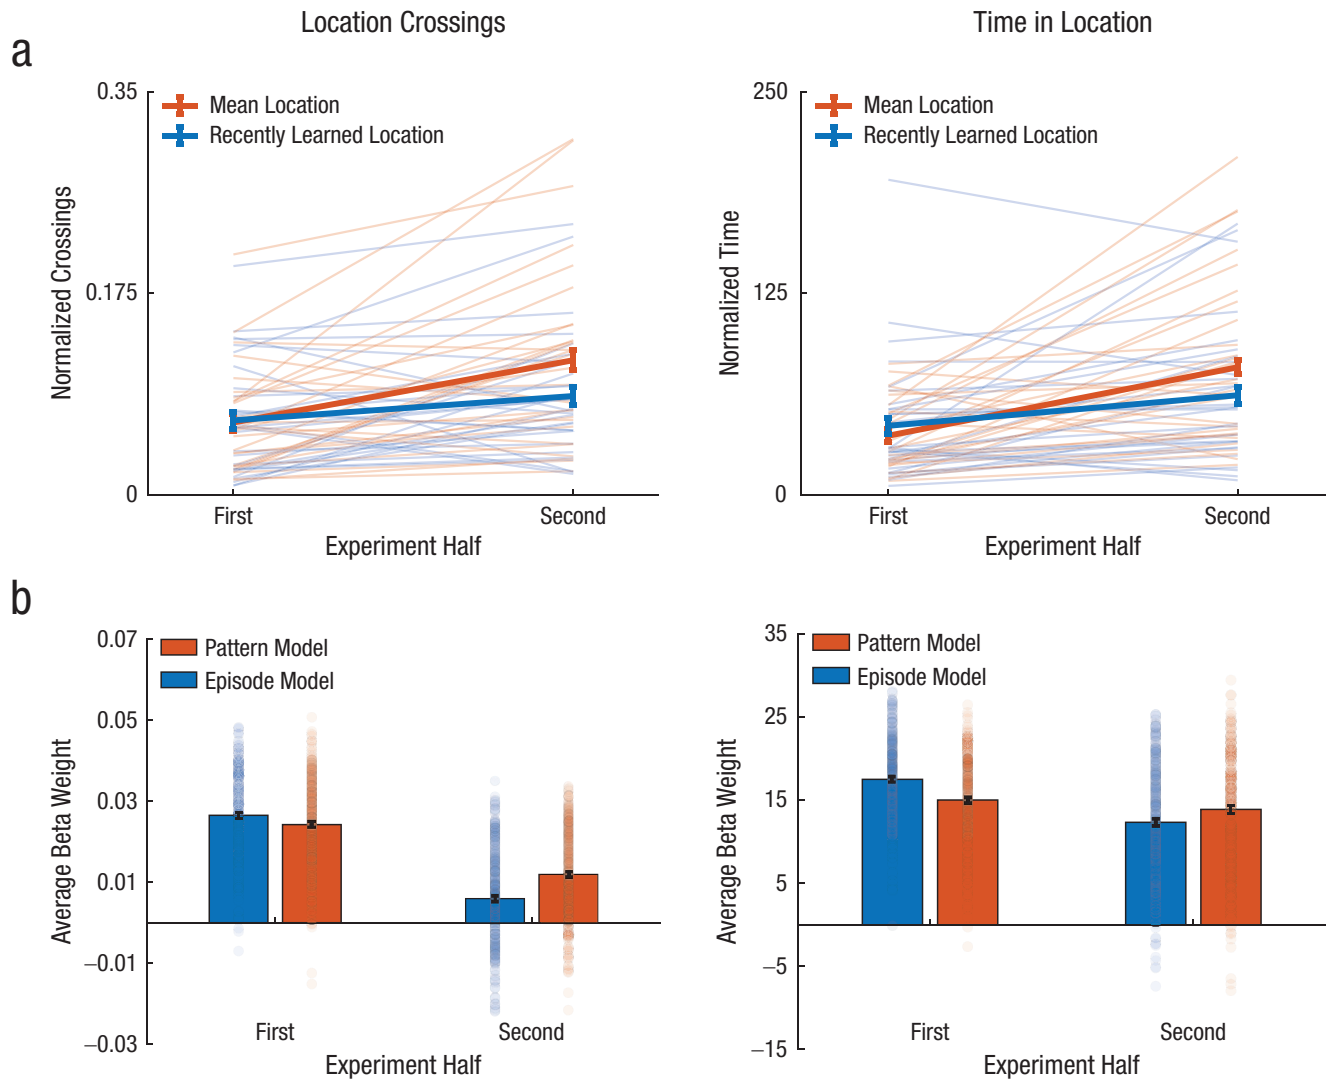 Location Crossings
Time in Location
a
0.35
Mean Location
Recently Learned Location
Normalized Crossings
0.175
0
First
Second
Experiment Half
250
Mean Location
Recently Learned Location
Normalized Time
125
0
First
Second
Experiment Half
b
0.07
Pattern Model
Episode Model
0.05
Average Beta Weight
0.03
0.01
−0.01
−0.03
First
Second
Experiment Half
35
Pattern Model
Episode Model
25
Average Beta Weight
15
5
−5
−15
First
Second
Experiment Half